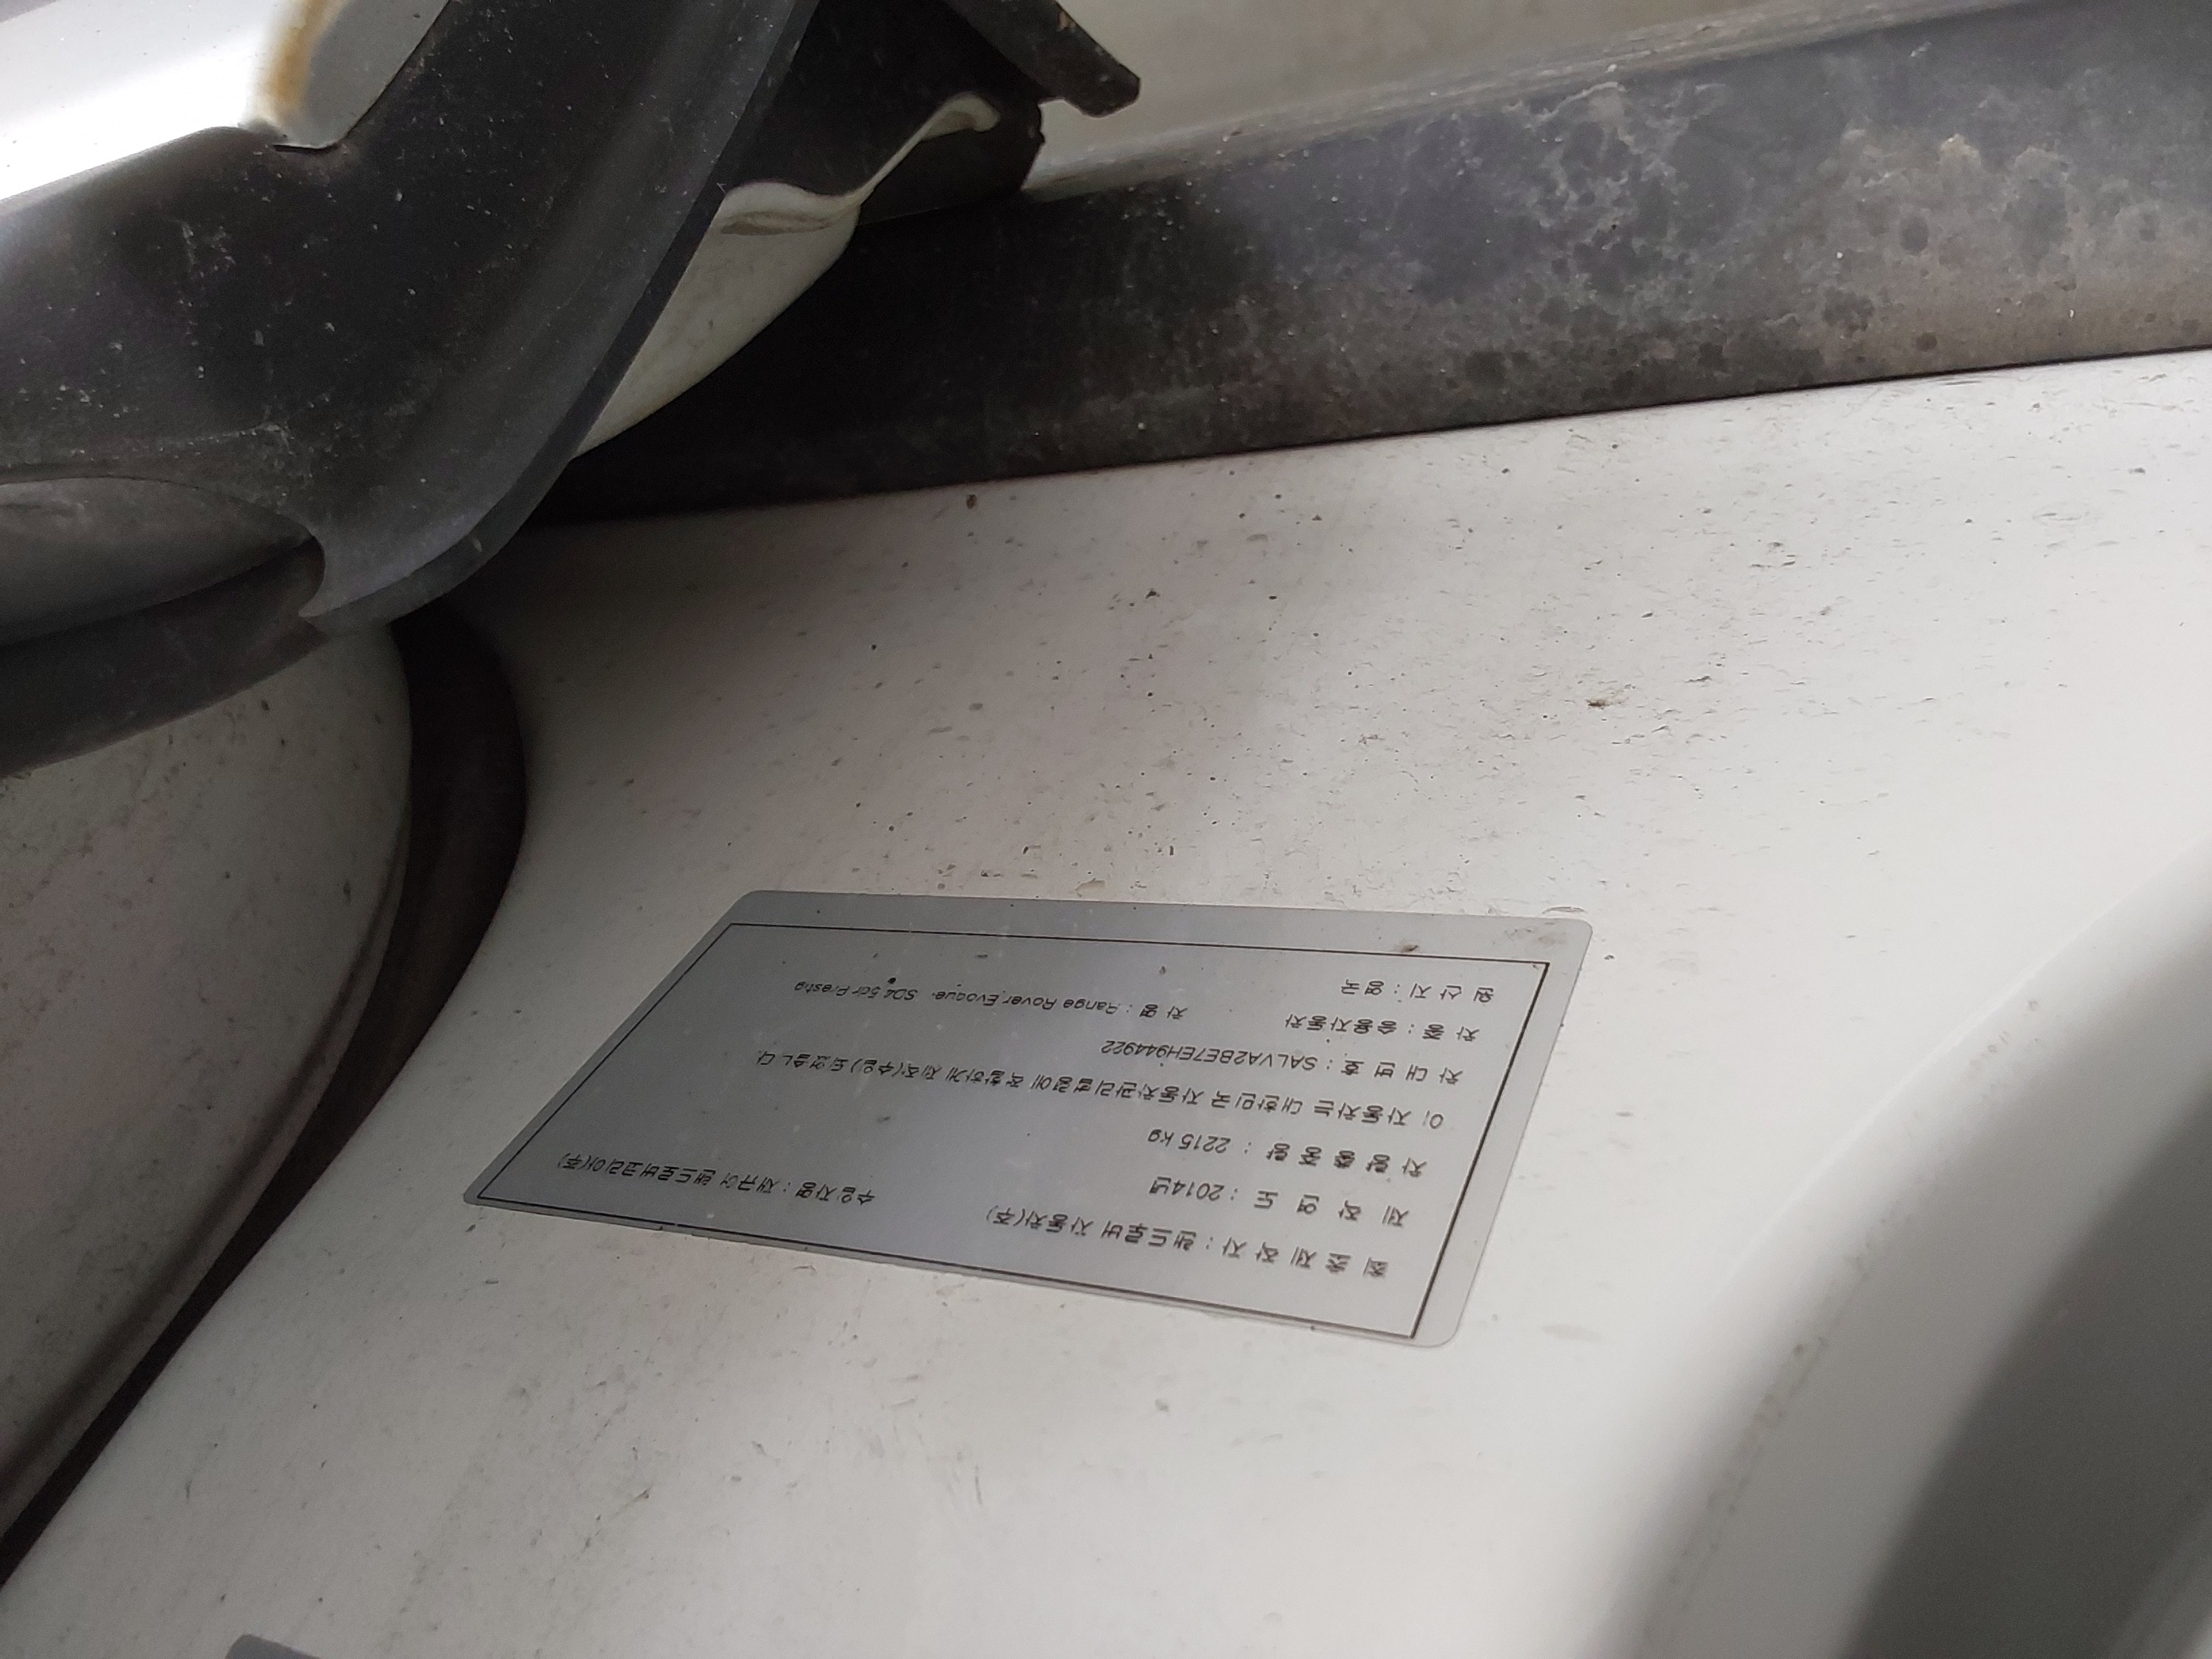 최 초 제 작 자 : 랜드로버 자동차(주)
제 작 연 도 : 2014년 수입자명 : 재규어 랜드로버코리아(주)
차 량 총 중 량 : 2215 kg
이 자동차는 대한민국 자동차관리법령에 적합하게 제작(수입) 되었습니다.
차 대 번 호 : SALVA2BE7EH944922
차 종 : 승용자동차 차 명 : Range Rover Evoque- SD4 5dr Prestig
원 산 지 : 영국